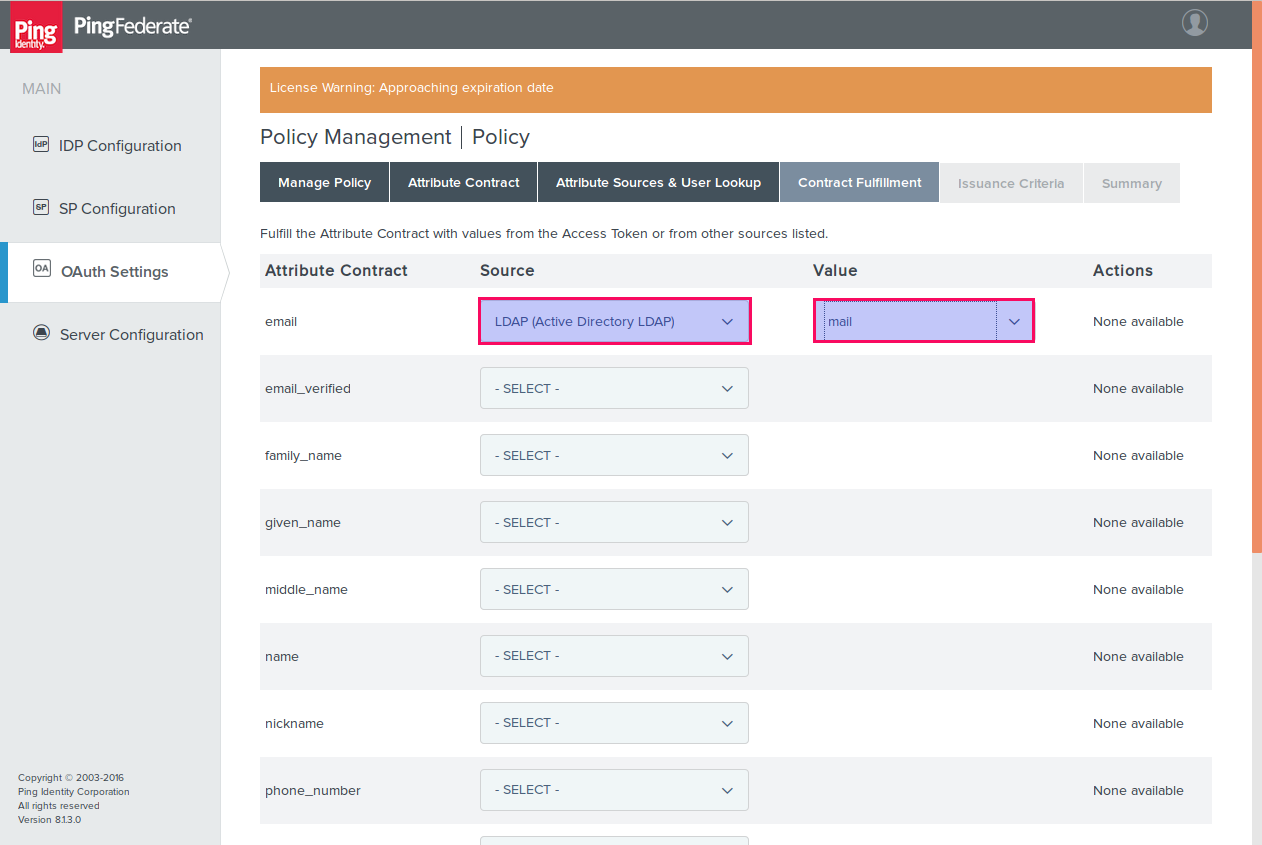 Ping
Identity.
PingFederate®
MAIN
IdP IDP Configuration
SP SP Configuration
OA OAuth Settings
Server Configuration
Copyright © 2003-2016
Ping Identity Corporation
All rights reserved
Version 8.1.3.0
License Warning: Approaching expiration date
Policy Management | Policy
Manage Policy Attribute Contract Attribute Sources & User Lookup Contract Fulfillment Issuance Criteria Summary
Fulfill the Attribute Contract with values from the Access Token or from other sources listed.
Attribute Contract Source Value Actions
email LDAP (Active Directory LDAP) mail None available
email_verified - SELECT - None available
family_name - SELECT - None available
given_name - SELECT - None available
middle_name - SELECT - None available
name - SELECT - None available
nickname - SELECT - None available
phone_number - SELECT - None available